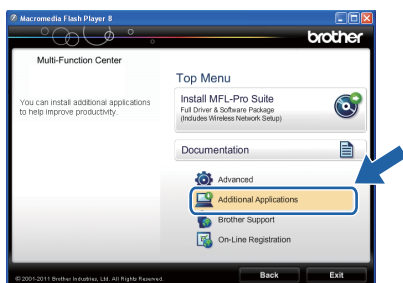 Macromedia Flash Player 8
brother
Multi-Function Center
You can install additional applications
to help improve productivity.
Top Menu
Install MFL-Pro Suite
Full Driver & Software Package
(Includes Wireless Network Setup)
Documentation
Advanced
Additional Applications
Brother Support
On-Line Registration
© 2001-2011 Brother Industries, Ltd. All Rights Reserved.
Back
Exit